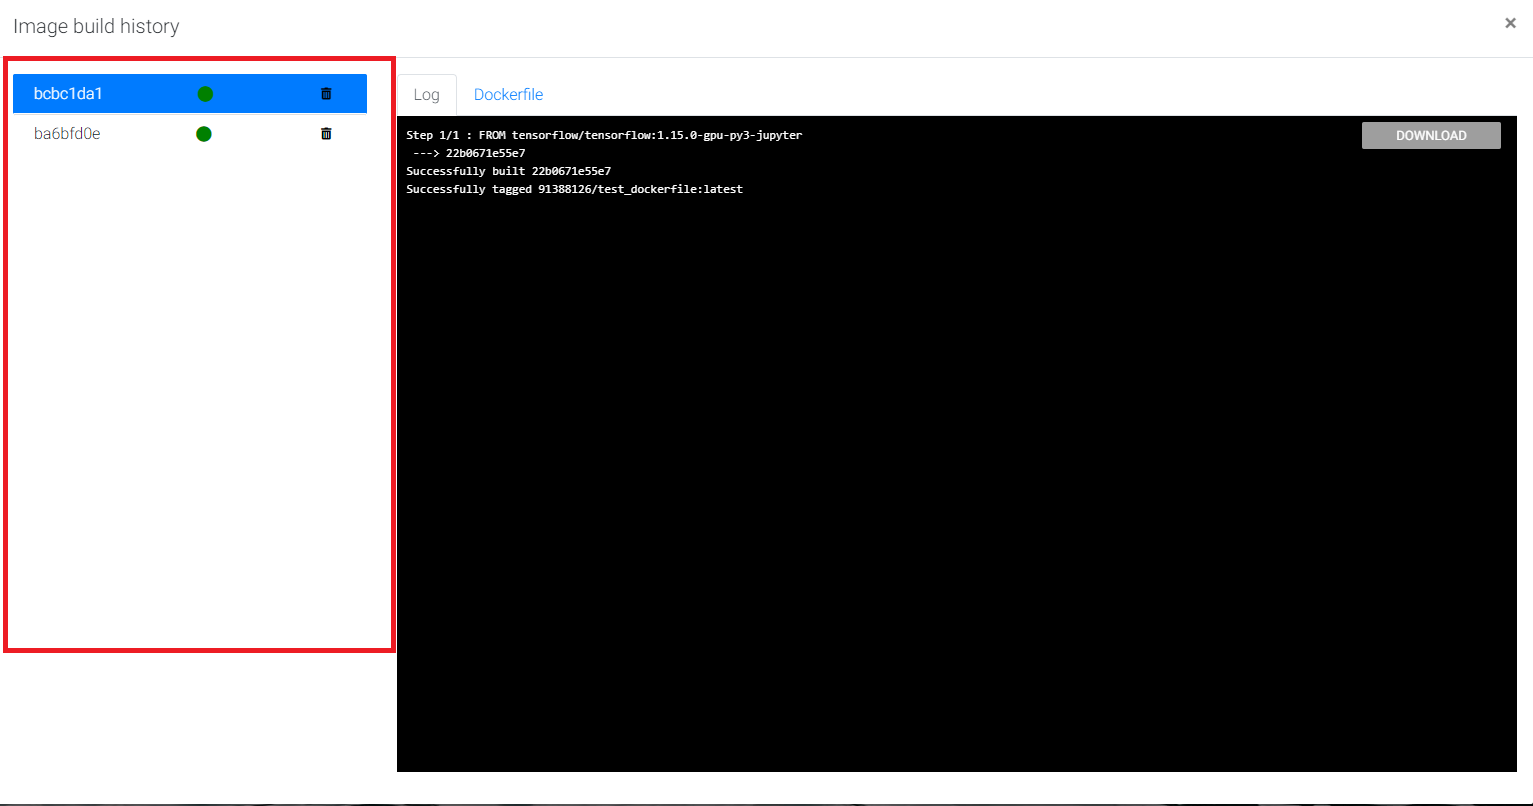 Image build history
×
bcbc1da1
ba6bfd0e
Log Dockerfile
DOWNLOAD
Step 1/1 : FROM tensorflow/tensorflow:1.15.0-gpu-py3-jupyter
---> 22b0671e55e7
Successfully built 22b0671e55e7
Successfully tagged 91388126/test_dockerfile:latest